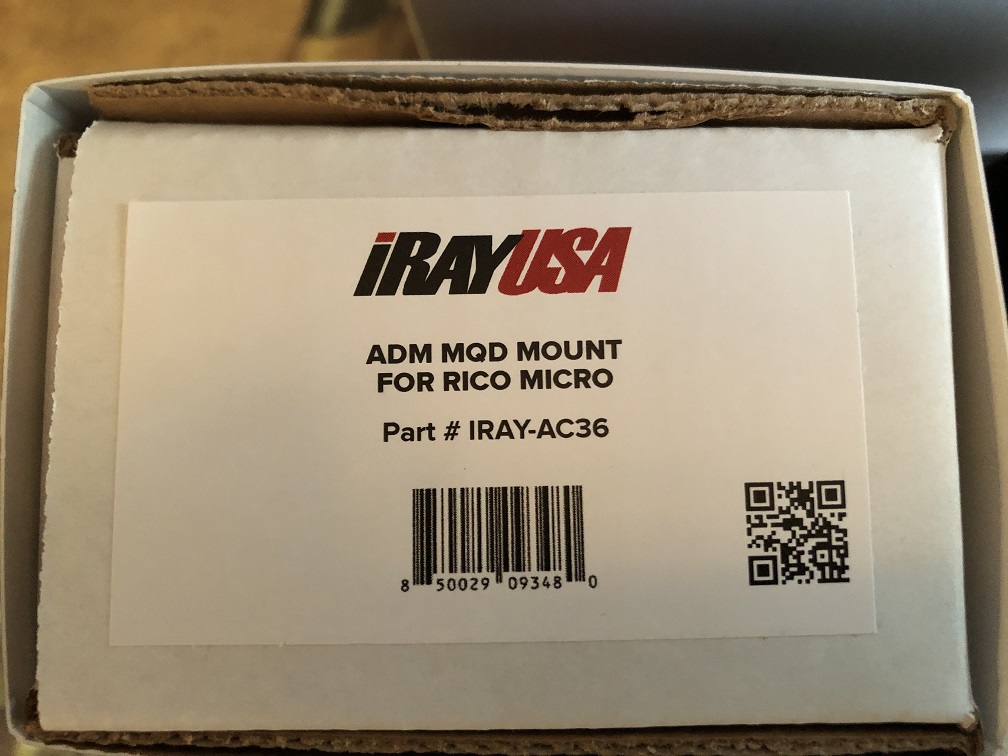 iRAYUSA
ADM MQD MOUNT
FOR RICO MICRO
Part # IRAY-AC36
8 50029 09348 0